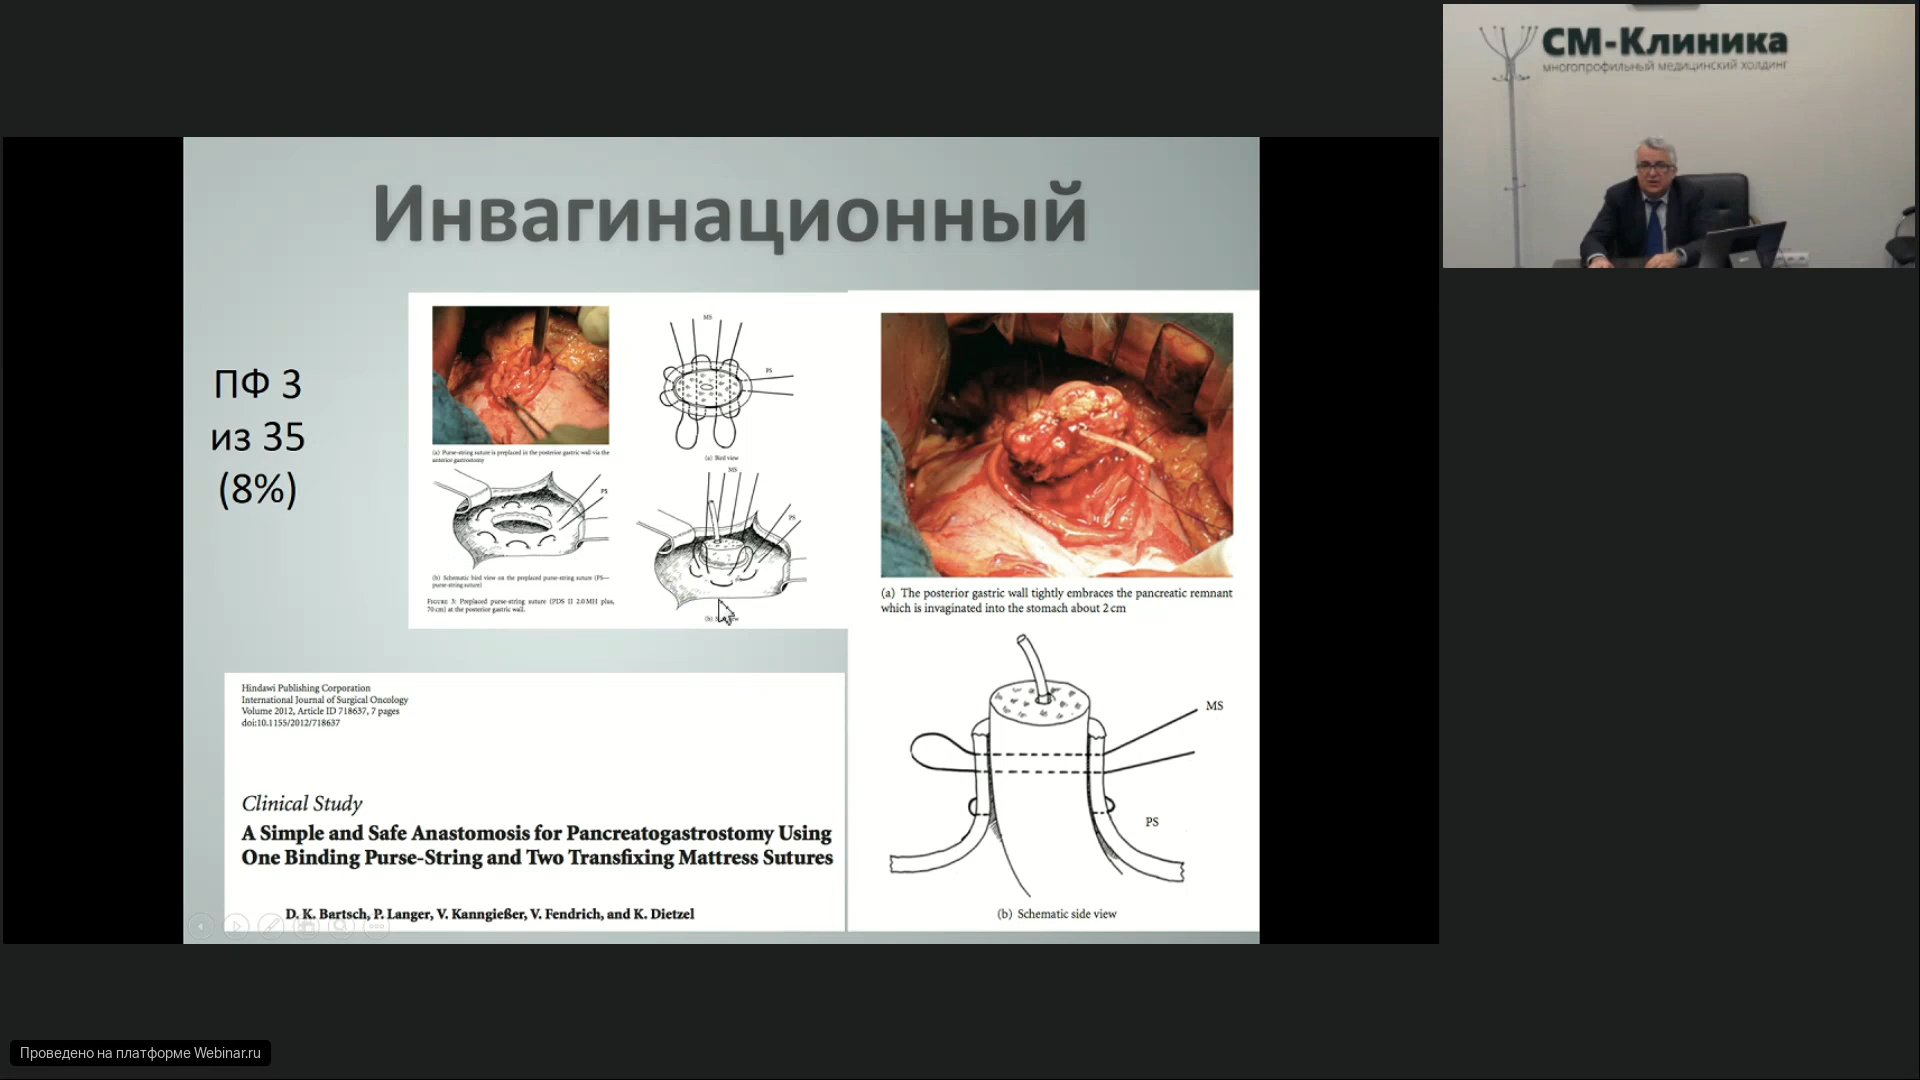 СМ-Клиника
многопрофильный медицинский холдинг
Инвагинационный
ПФ 3
из 35
(8%)
MS
PS
(a) Purse-string suture is preplaced in the posterior gastric wall via the
anterior gastrostomy
(a) Bird view
MS
PS
PS
(b) Schematic bird view on the preplaced purse-string suture (PS—
purse-string suture)
FIGURE 3: Preplaced purse-string suture (PDS II 2.0 MH plus,
70 cm) at the posterior gastric wall.
(b)
(a) The posterior gastric wall tightly embraces the pancreatic remnant
which is invaginated into the stomach about 2 cm
MS
PS
(b) Schematic side view
Hindawi Publishing Corporation
International Journal of Surgical Oncology
Volume 2012, Article ID 718637, 7 pages
doi:10.1155/2012/718637
Clinical Study
A Simple and Safe Anastomosis for Pancreatogastrostomy Using
One Binding Purse-String and Two Transfixing Mattress Sutures
D. K. Bartsch, P. Langer, V. Kanngießer, V. Fendrich, and K. Dietzel
Проведено на платформе Webinar.ru